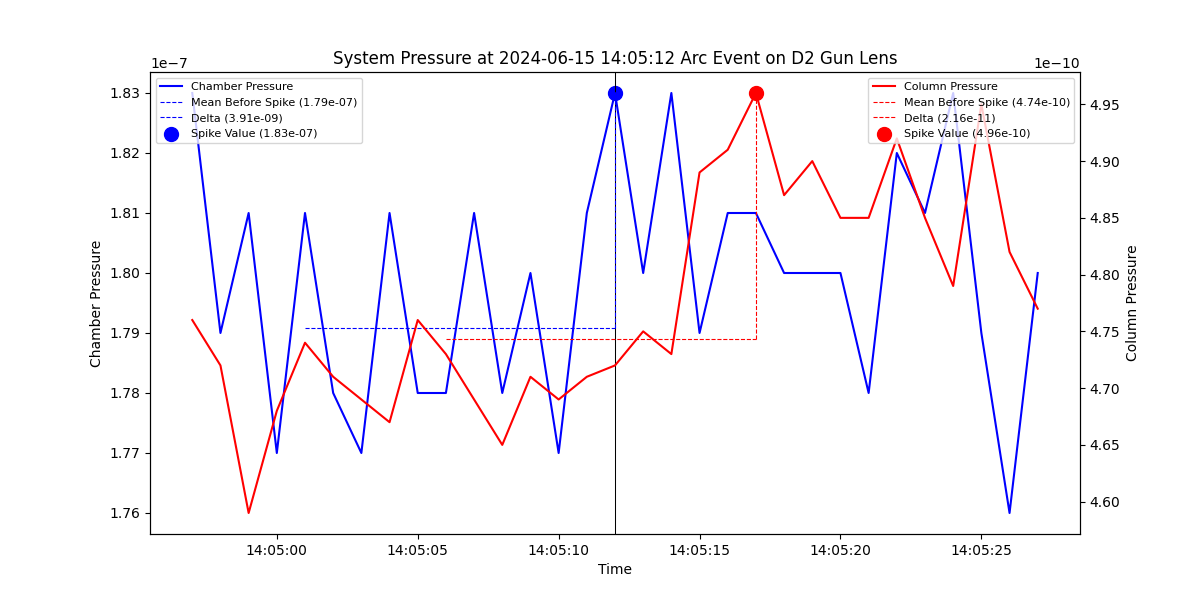 System Pressure at 2024-06-15 14:05:12 Arc Event on D2 Gun Lens
1e−7
1e−10
Chamber Pressure
Mean Before Spike (1.79e-07)
Delta (3.91e-09)
Spike Value (1.83e-07)
Column Pressure
Mean Before Spike (4.74e-10)
Delta (2.16e-11)
Spike Value (4.96e-10)
1.83
1.82
1.81
1.80
1.79
1.78
1.77
1.76
Chamber Pressure
4.95
4.90
4.85
4.80
4.75
4.70
4.65
4.60
Column Pressure
14:05:00
14:05:05
14:05:10
14:05:15
14:05:20
14:05:25
Time